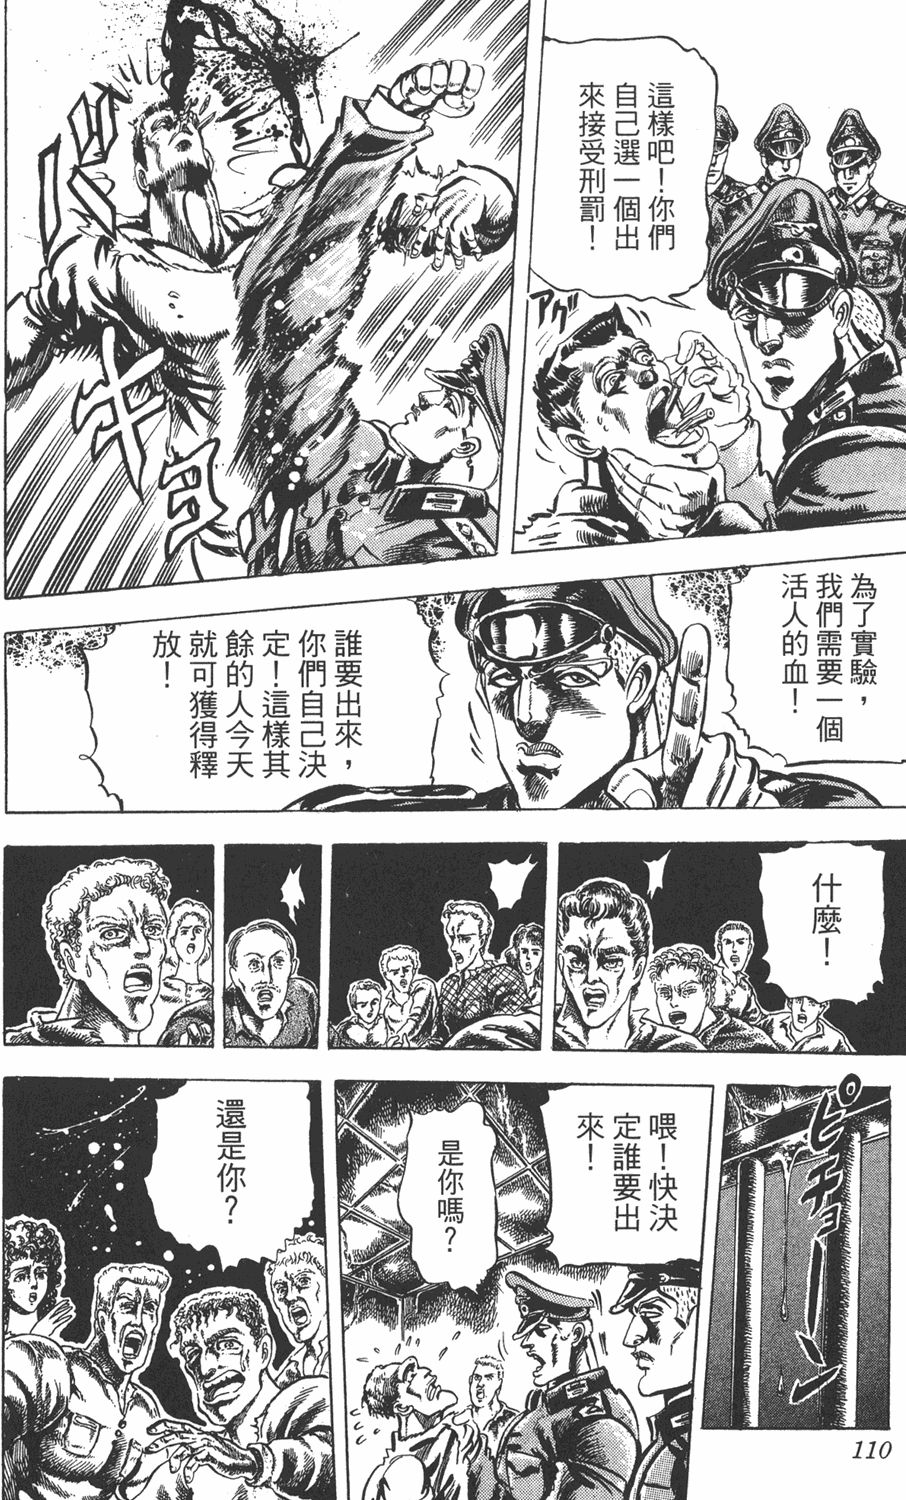 這樣吧！你們
自己選一個出
來接受刑罰！
アグ
バ
キ
ョ
為了實驗，
我們需要一個
活人的血！
誰要出來，
你們自己決
定！這樣其
餘的人今天
就可獲得釋
放！
什麼！
ピチョーン
喂！快決
定誰要出
來！
是你嗎？
還是你？
110